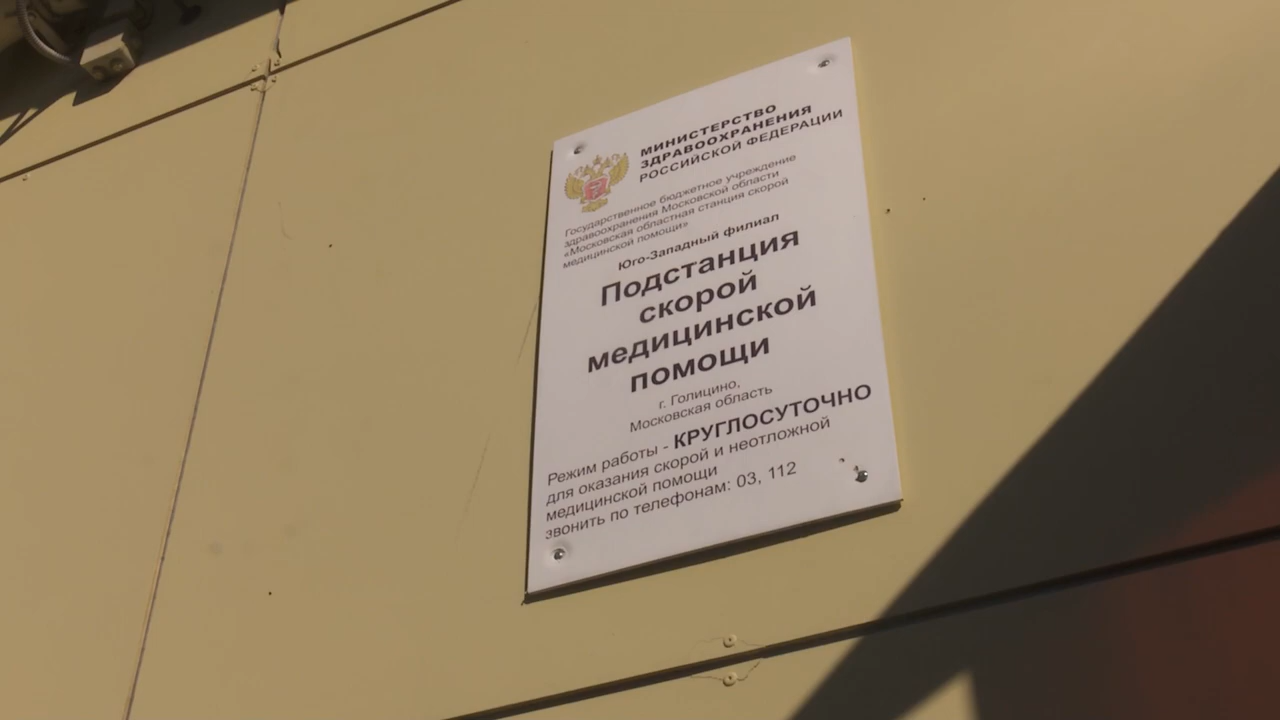 МИНИСТЕРСТВО
ЗДРАВООХРАНЕНИЯ
РОССИЙСКОЙ ФЕДЕРАЦИИ
Государственное бюджетное учреждение
здравоохранения Московской области
«Московская областная станция скорой
медицинской помощи»
Юго-Западный филиал
Подстанция
скорой
медицинской
помощи
г. Голицино,
Московская область
Режим работы - КРУГЛОСУТОЧНО
для оказания скорой и неотложной
медицинской помощи
звонить по телефонам: 03, 112